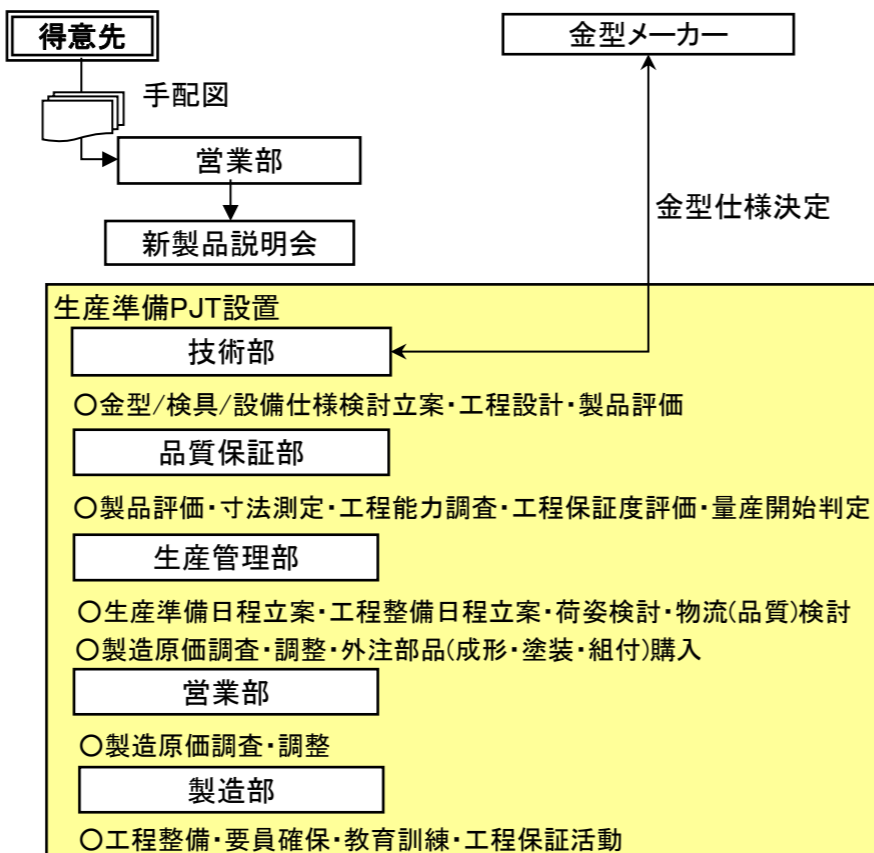 得意先
金型メーカー
手配図
営業部
金型仕様決定
新製品説明会
生産準備PJT設置
技術部
〇金型/検具/設備仕様検討立案・工程設計・製品評価
品質保証部
〇製品評価・寸法測定・工程能力調査・工程保証度評価・量産開始判定
生産管理部
〇生産準備日程立案・工程整備日程立案・荷姿検討・物流(品質)検討
〇製造原価調査・調整・外注部品(成形・塗装・組付)購入
営業部
〇製造原価調査・調整
製造部
〇工程整備・要員確保・教育訓練・工程保証活動